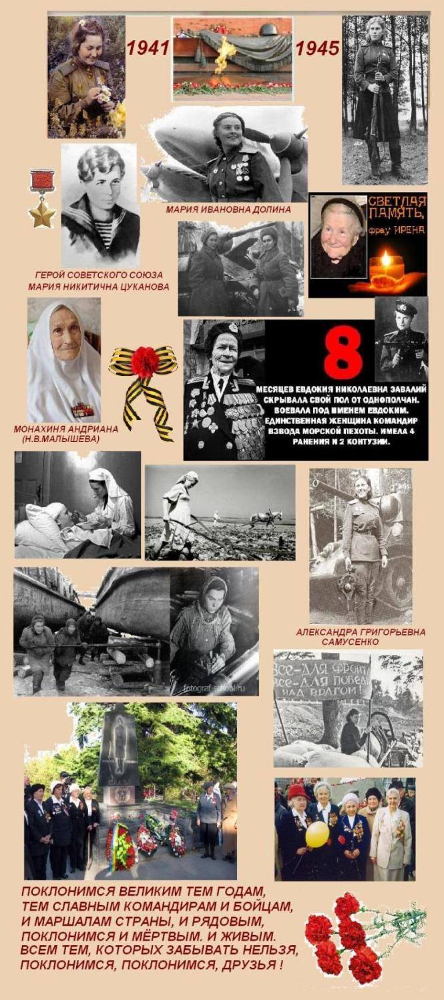 1941
1945
МАРИЯ ИВАНОВНА ДОЛИНА
СВЕТЛАЯ
ПАМЯТЬ,
фрау ИРЕНА
ГЕРОЙ СОВЕТСКОГО СОЮЗА
МАРИЯ НИКИТИЧНА ЦУКАНОВА
8
МЕСЯЦЕВ ЕВДОКИЯ НИКОЛАЕВНА ЗАВАЛИЙ
СКРЫВАЛА СВОЙ ПОЛ ОТ ОДНОПОЛЧАН.
ВОЕВАЛА ПОД ИМЕНЕМ ЕВДОКИМ.
ЕДИНСТВЕННАЯ ЖЕНЩИНА КОМАНДИР
ВЗВОДА МОРСКОЙ ПЕХОТЫ. ИМЕЛА 4
РАНЕНИЯ И 2 КОНТУЗИИ.
МОНАХИНЯ АНДРИАНА
(Н.В.МАЛЫШЕВА)
АЛЕКСАНДРА ГРИГОРЬЕВНА
САМУСЕНКО
fotograf-school.ru
ВСЕ-ДЛЯ ФРОНТА
ВСЕ-ДЛЯ ПОБЕДЫ
НАД ВРАГОМ!
СЛАВА
ПОКЛОНИМСЯ ВЕЛИКИМ ТЕМ ГОДАМ,
ТЕМ СЛАВНЫМ КОМАНДИРАМ И БОЙЦАМ,
И МАРШАЛАМ СТРАНЫ, И РЯДОВЫМ,
ПОКЛОНИМСЯ И МЁРТВЫМ. И ЖИВЫМ.
ВСЕМ ТЕМ, КОТОРЫХ ЗАБЫВАТЬ НЕЛЬЗЯ,
ПОКЛОНИМСЯ, ПОКЛОНИМСЯ, ДРУЗЬЯ !